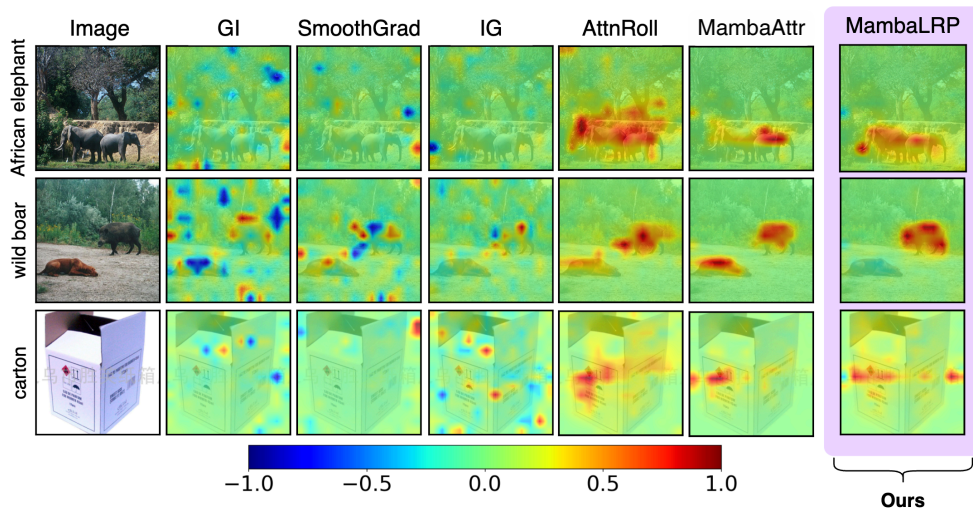 Image GI SmoothGrad IG AttnRoll MambaAttr MambaLRP
African elephant
wild boar
carton
−1.0 −0.5 0.0 0.5 1.0
Ours